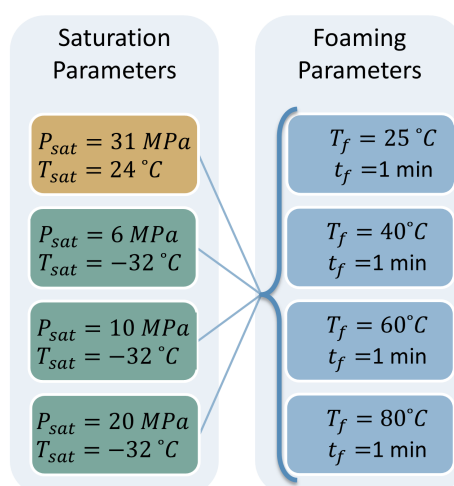 Saturation
Parameters
P_sat = 31 MPa
T_sat = 24 °C
P_sat = 6 MPa
T_sat = −32 °C
P_sat = 10 MPa
T_sat = −32 °C
P_sat = 20 MPa
T_sat = −32 °C
Foaming
Parameters
T_f = 25 °C
t_f =1 min
T_f = 40°C
t_f =1 min
T_f = 60°C
t_f =1 min
T_f = 80°C
t_f =1 min